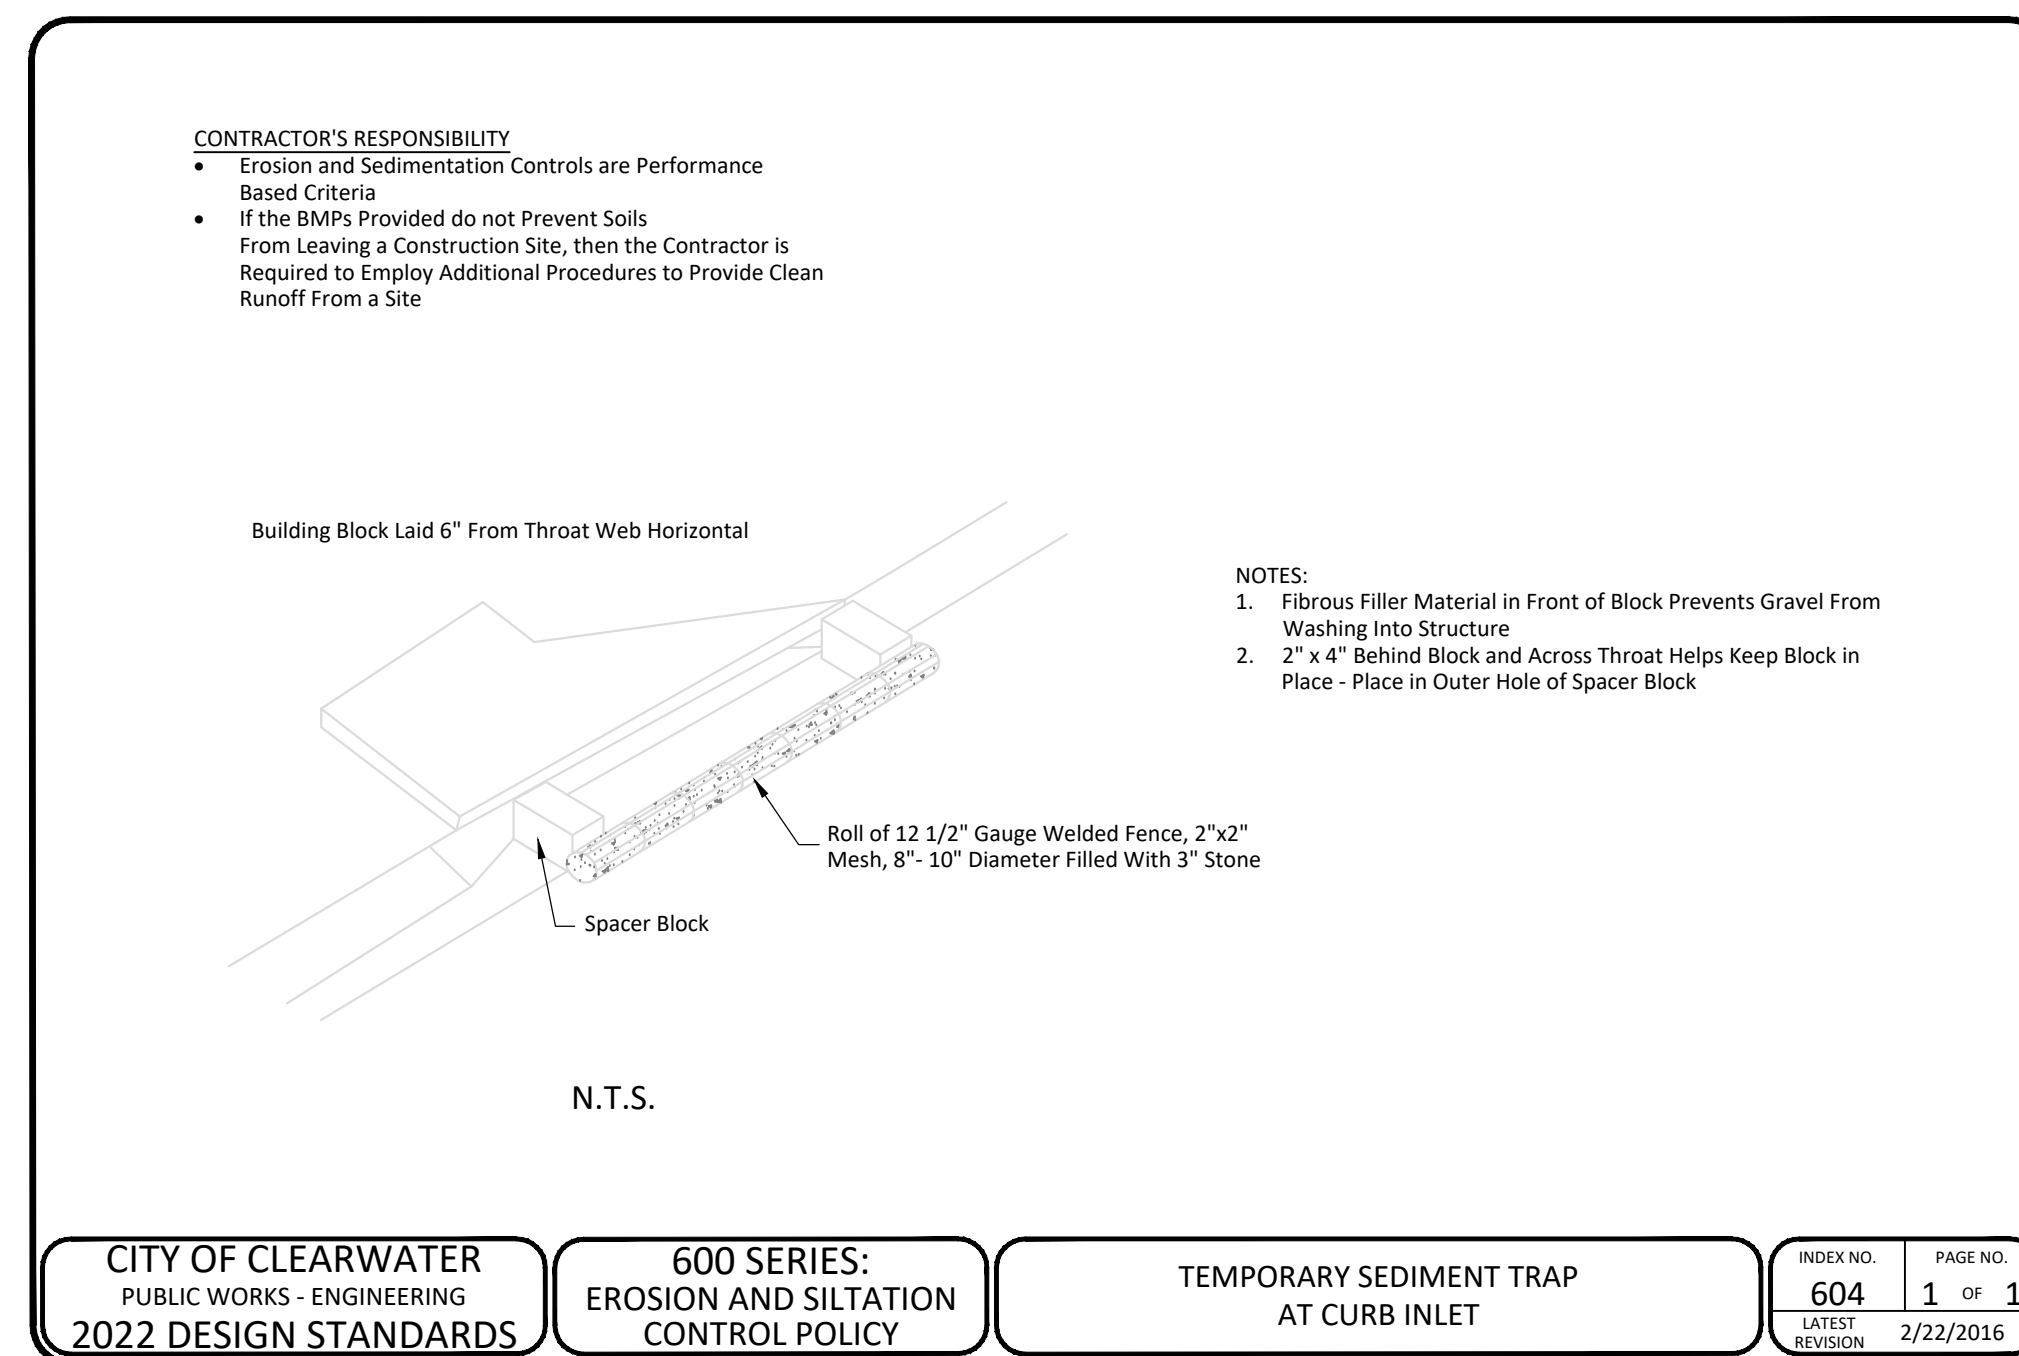 CONTRACTOR'S RESPONSIBILITY
• Erosion and Sedimentation Controls are Performance
Based Criteria
• If the BMPs Provided do not Prevent Soils
From Leaving a Construction Site, then the Contractor is
Required to Employ Additional Procedures to Provide Clean
Runoff From a Site
Building Block Laid 6" From Throat Web Horizontal
NOTES:
1. Fibrous Filler Material in Front of Block Prevents Gravel From
Washing Into Structure
2. 2" x 4" Behind Block and Across Throat Helps Keep Block in
Place - Place in Outer Hole of Spacer Block
Roll of 12 1/2" Gauge Welded Fence, 2"x2"
Mesh, 8"- 10" Diameter Filled With 3" Stone
Spacer Block
N.T.S.
CITY OF CLEARWATER
PUBLIC WORKS - ENGINEERING
2022 DESIGN STANDARDS
600 SERIES:
EROSION AND SILTATION
CONTROL POLICY
TEMPORARY SEDIMENT TRAP
AT CURB INLET
INDEX NO.
604
PAGE NO.
1 OF 1
LATEST
REVISION
2/22/2016